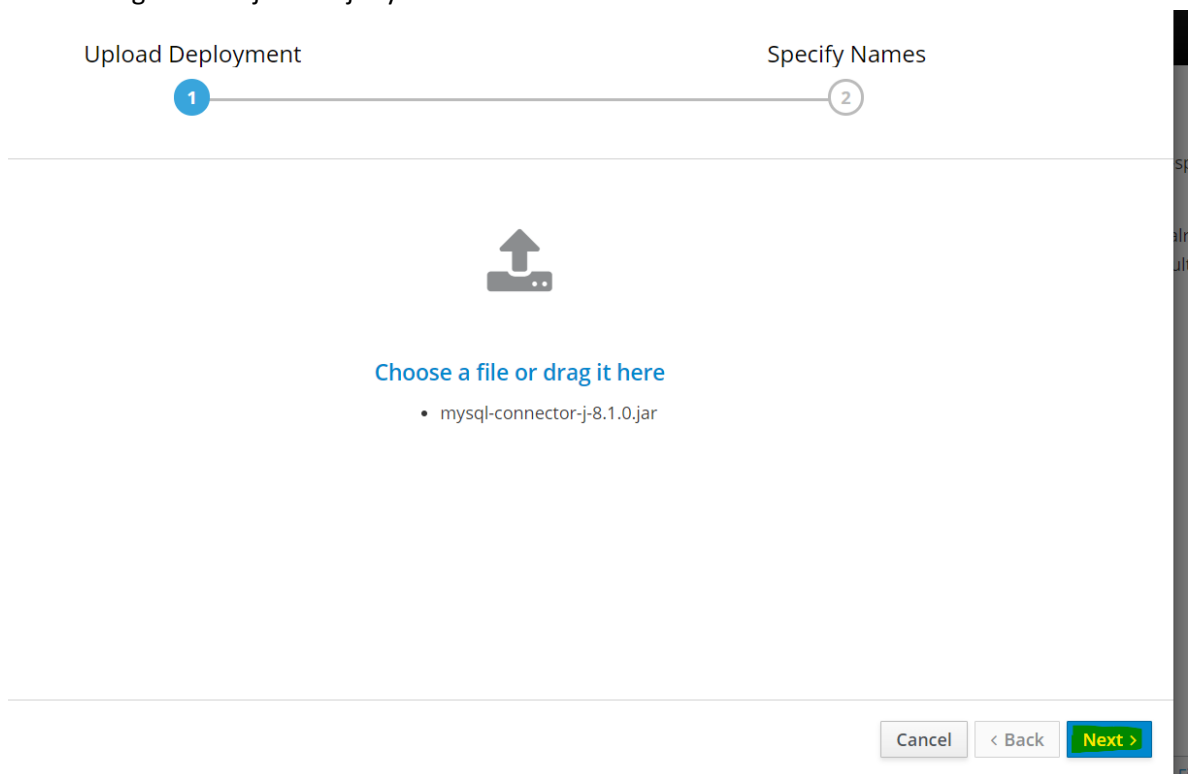 Upload Deployment
Specify Names
1
2
Choose a file or drag it here
• mysql-connector-j-8.1.0.jar
Cancel
< Back
Next >